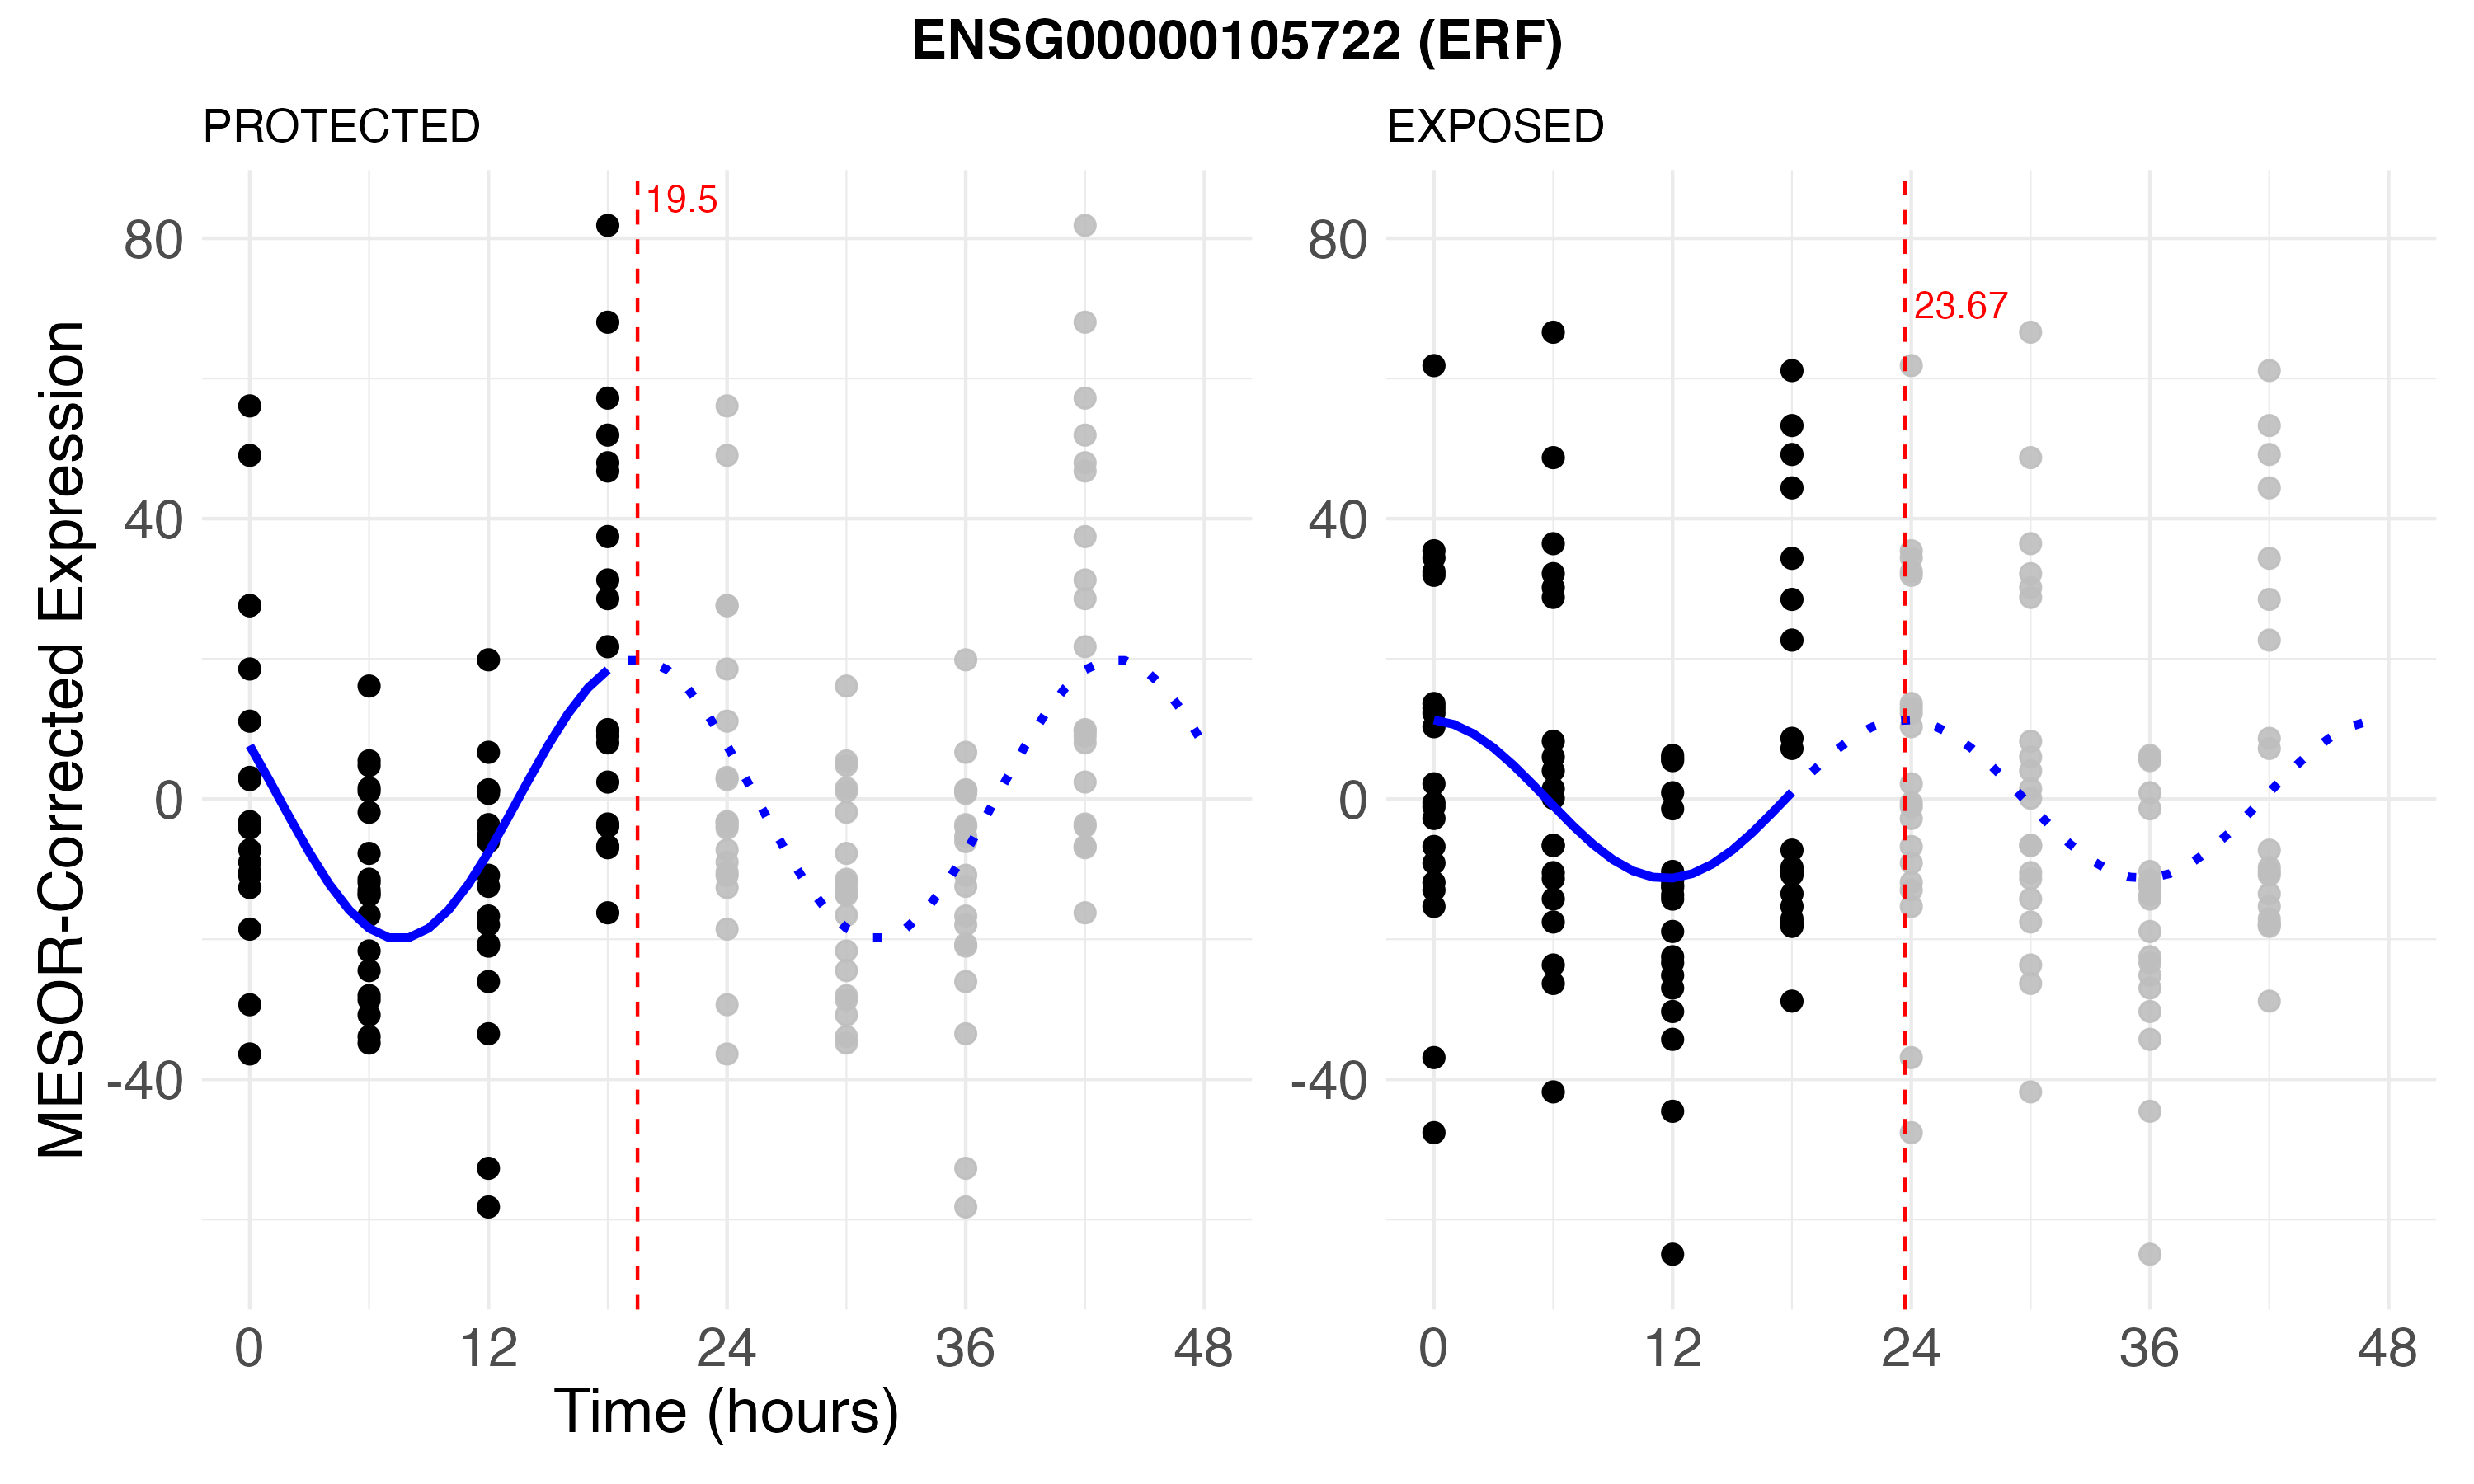 ENSG00000105722 (ERF)
PROTECTED
EXPOSED
MESOR-Corrected Expression
80
40
0
-40
19.5
0 12 24 36 48
80
40
0
-40
23.67
0 12 24 36 48
Time (hours)